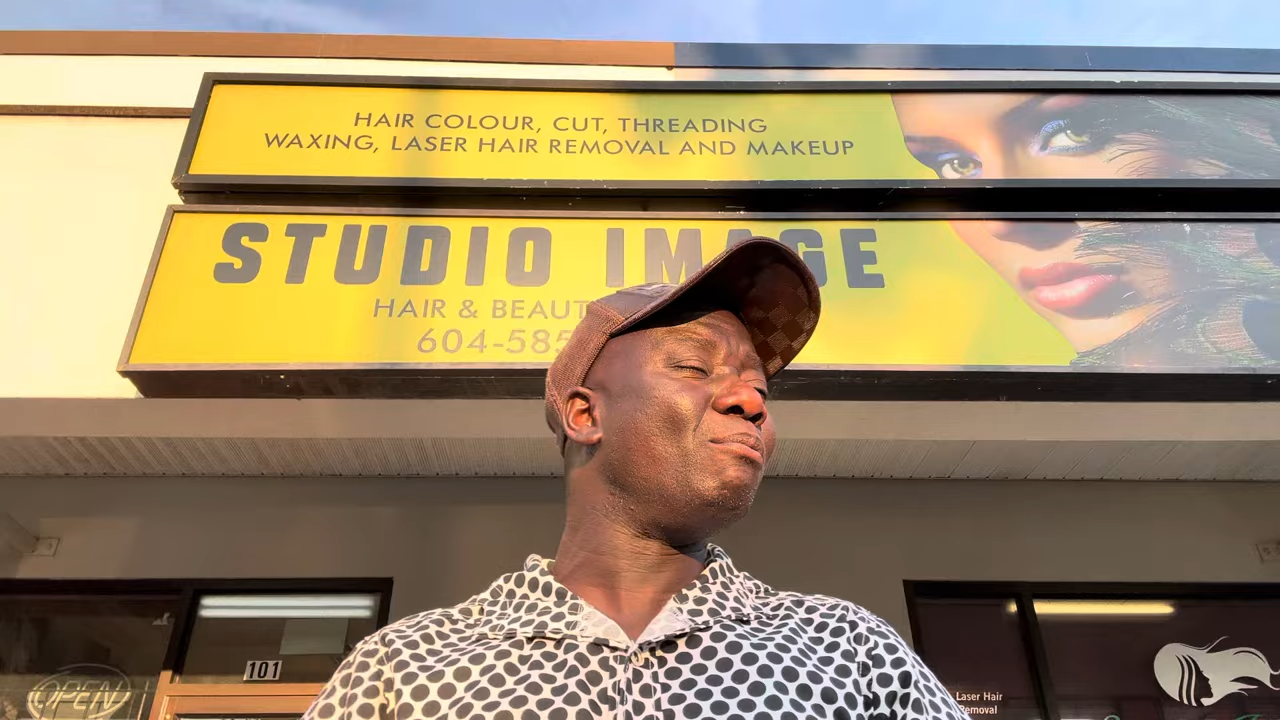 HAIR COLOUR, CUT, THREADING
WAXING, LASER HAIR REMOVAL AND MAKEUP
STUDIO IMAGE
HAIR & BEAUT
604-585
101
OPEN
Laser Hair
Removal